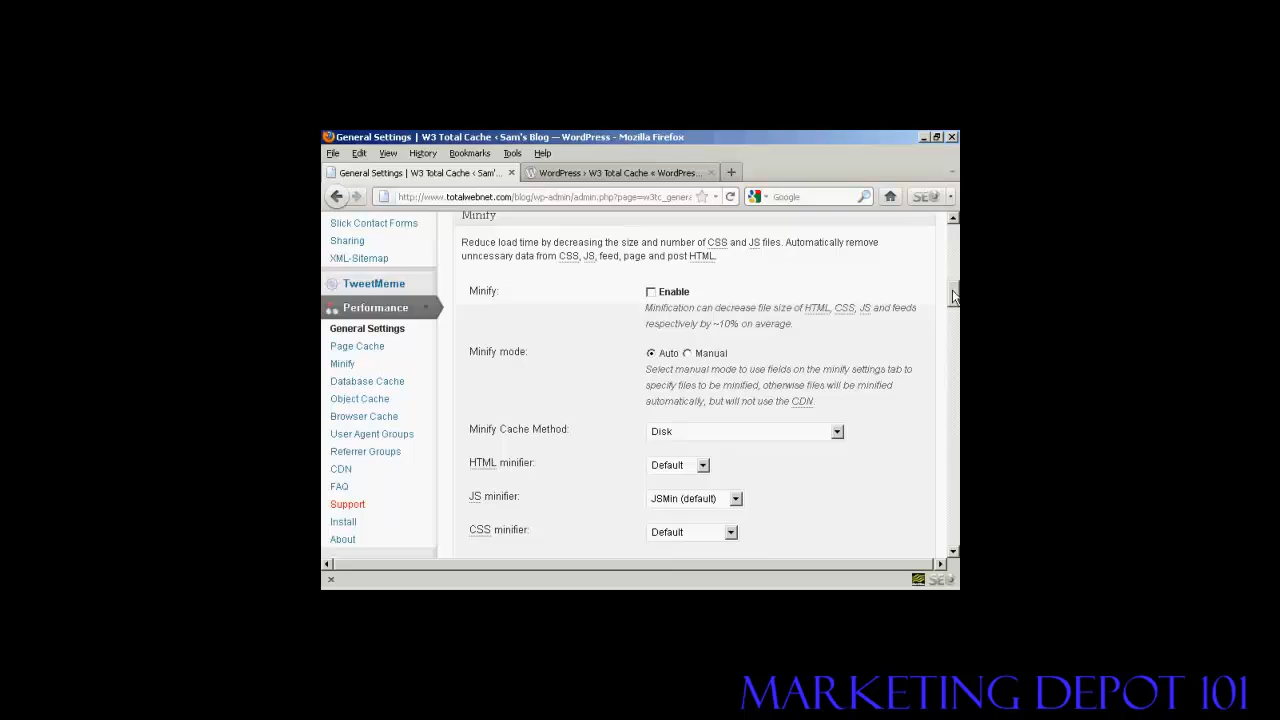 General Settings | W3 Total Cache ‹ Sam's Blog — WordPress - Mozilla Firefox
File Edit View History Bookmarks Tools Help
General Settings | W3 Total Cache ‹ Sam'... × WordPress › W3 Total Cache « WordPres... × +
http://www.totalwebnet.com/blog/wp-admin/admin.php?page=w3tc_genera Google SEO
Slick Contact Forms
Sharing
XML-Sitemap
TweetMeme
Performance
General Settings
Page Cache
Minify
Database Cache
Object Cache
Browser Cache
User Agent Groups
Referrer Groups
CDN
FAQ
Support
Install
About
Minify
Reduce load time by decreasing the size and number of CSS and JS files. Automatically remove
unncessary data from CSS, JS, feed, page and post HTML.
Minify: Enable
Minification can decrease file size of HTML, CSS, JS and feeds
respectively by ~10% on average.
Minify mode: Auto Manual
Select manual mode to use fields on the minify settings tab to
specify files to be minified, otherwise files will be minified
automatically, but will not use the CDN.
Minify Cache Method: Disk
HTML minifier: Default
JS minifier: JSMin (default)
CSS minifier: Default
× SEO
MARKETING DEPOT 101